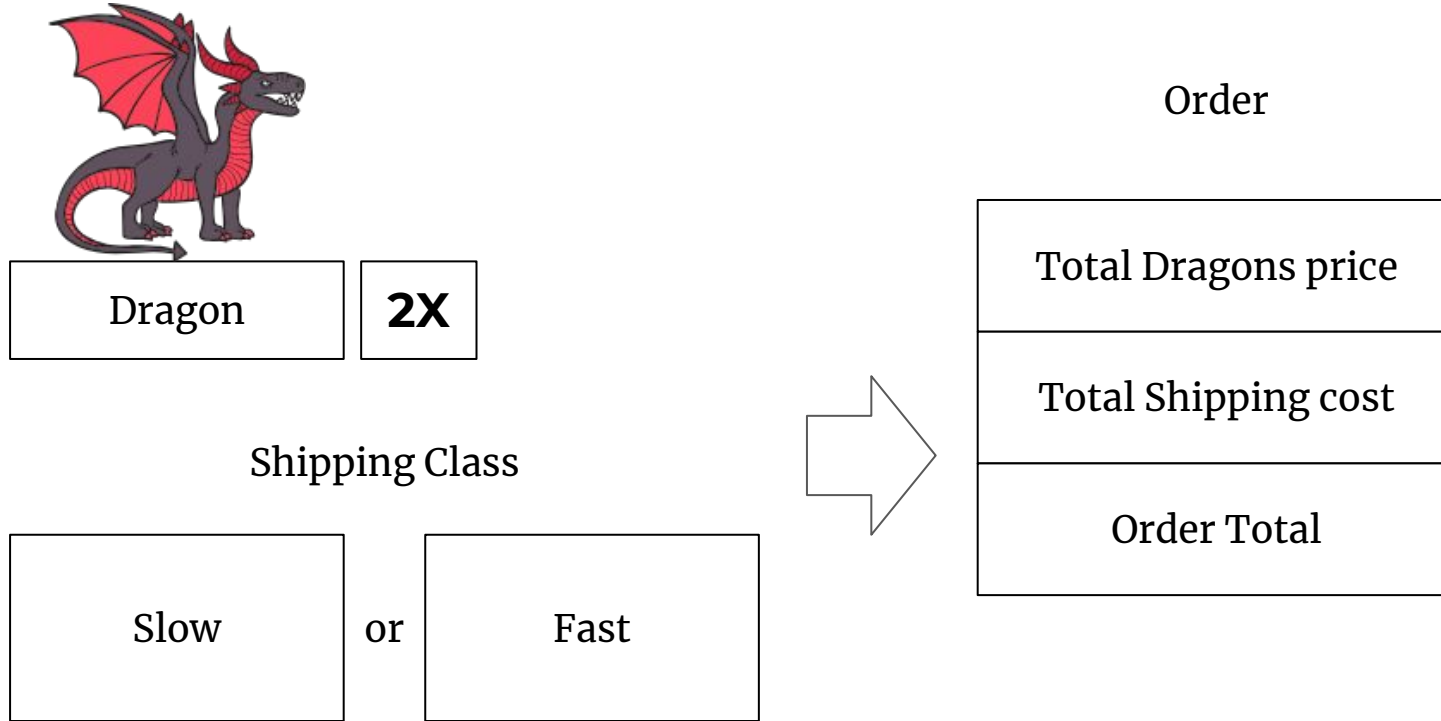 Dragon
2X
Shipping Class
Slow
or
Fast
Order
Total Dragons price
Total Shipping cost
Order Total